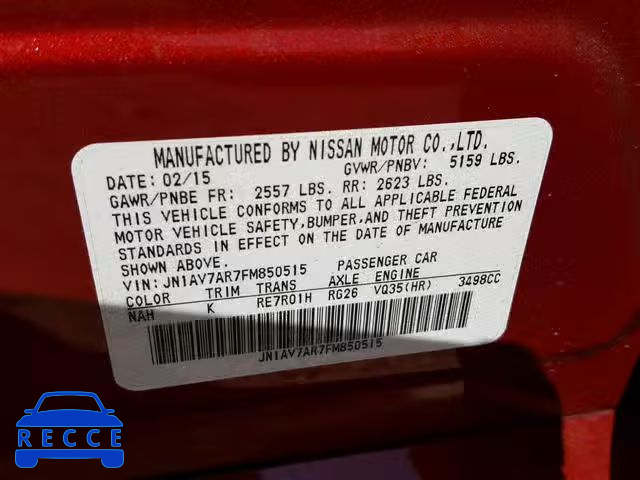 MANUFACTURED BY NISSAN MOTOR CO.,LTD.
DATE: 02/15 GVWR/PNBV: 5159 LBS.
GAWR/PNBE FR: 2557 LBS. RR: 2623 LBS.
THIS VEHICLE CONFORMS TO ALL APPLICABLE FEDERAL
MOTOR VEHICLE SAFETY, BUMPER, AND THEFT PREVENTION
STANDARDS IN EFFECT ON THE DATE OF MANUFACTURE
SHOWN ABOVE.
VIN: JN1AV7AR7FM850515 PASSENGER CAR
COLOR TRIM TRANS AXLE ENGINE
NAH K RE7R01H RG26 VQ35(HR) 3498CC
JN1AV7AR7FM850515
RECCE